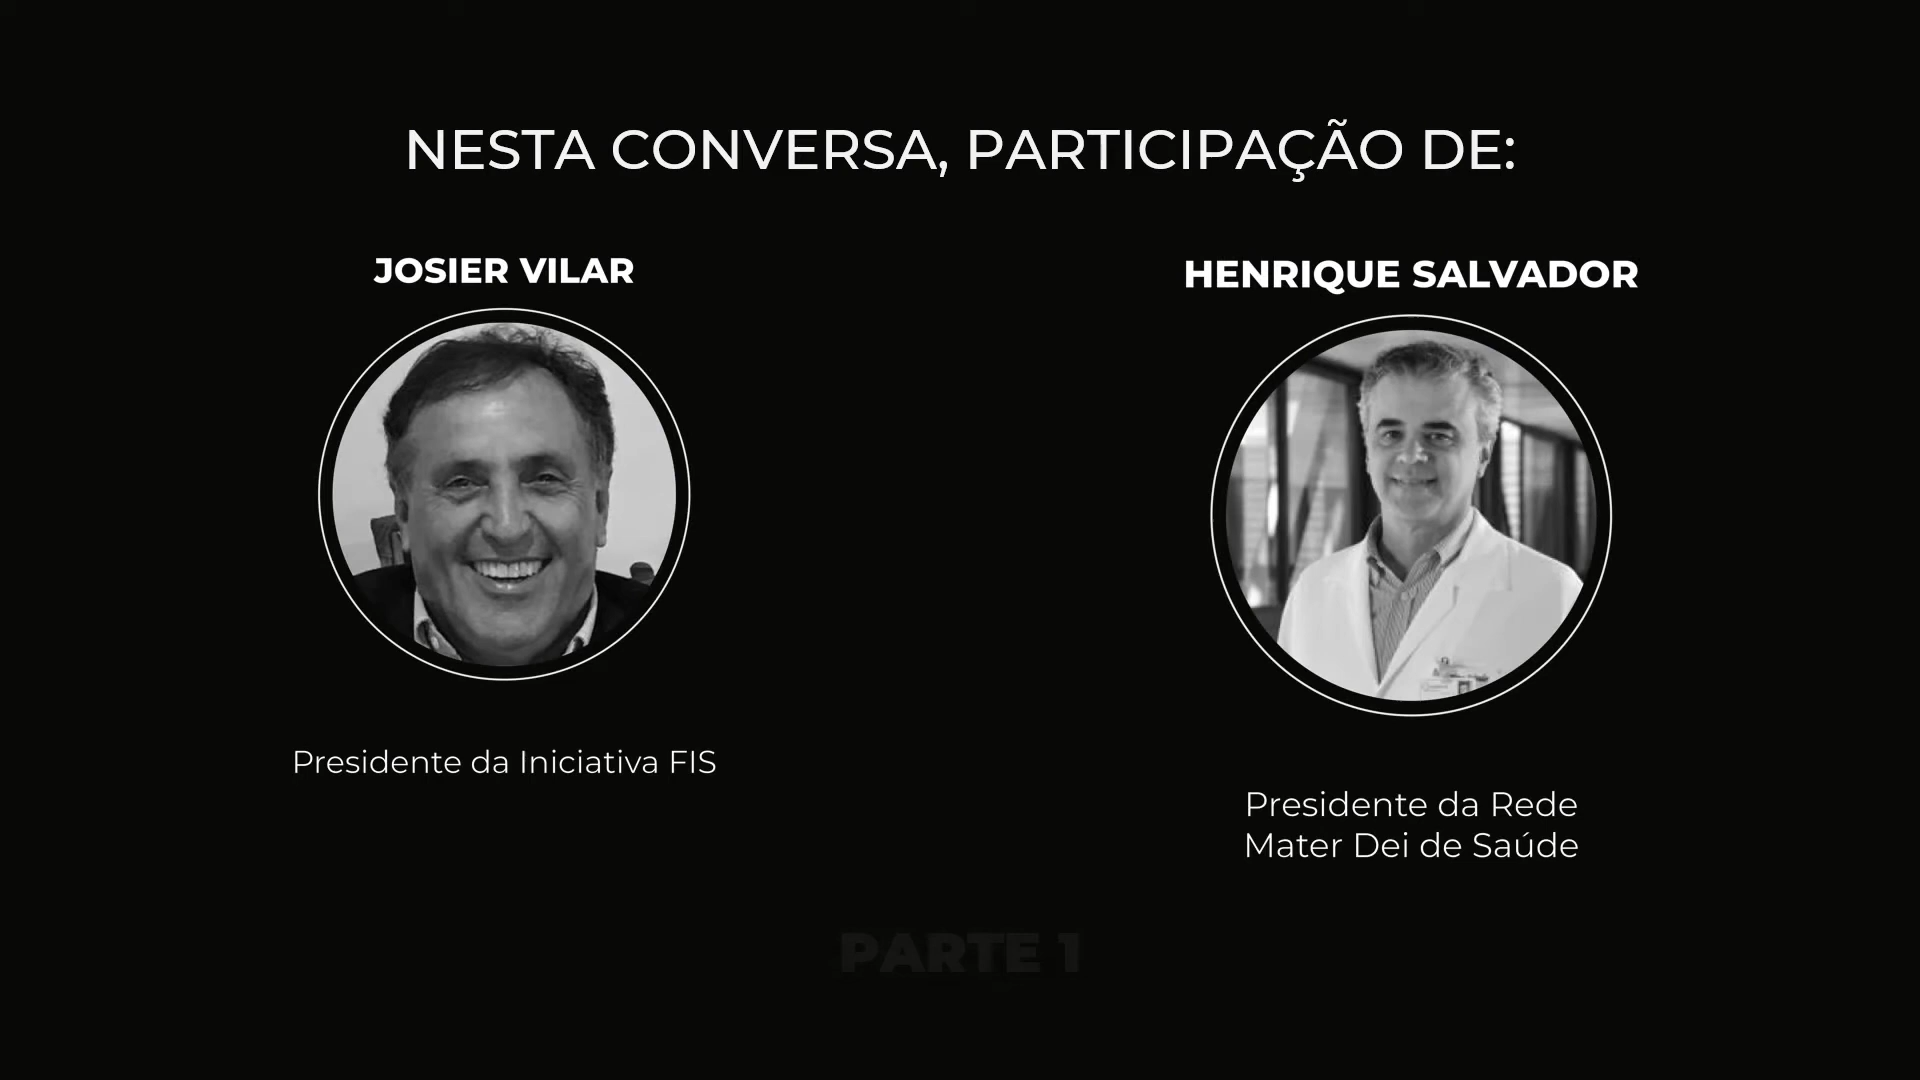 NESTA CONVERSA, PARTICIPAÇÃO DE:
JOSIER VILAR
Presidente da Iniciativa FIS
HENRIQUE SALVADOR
Presidente da Rede
Mater Dei de Saúde
PARTE 1